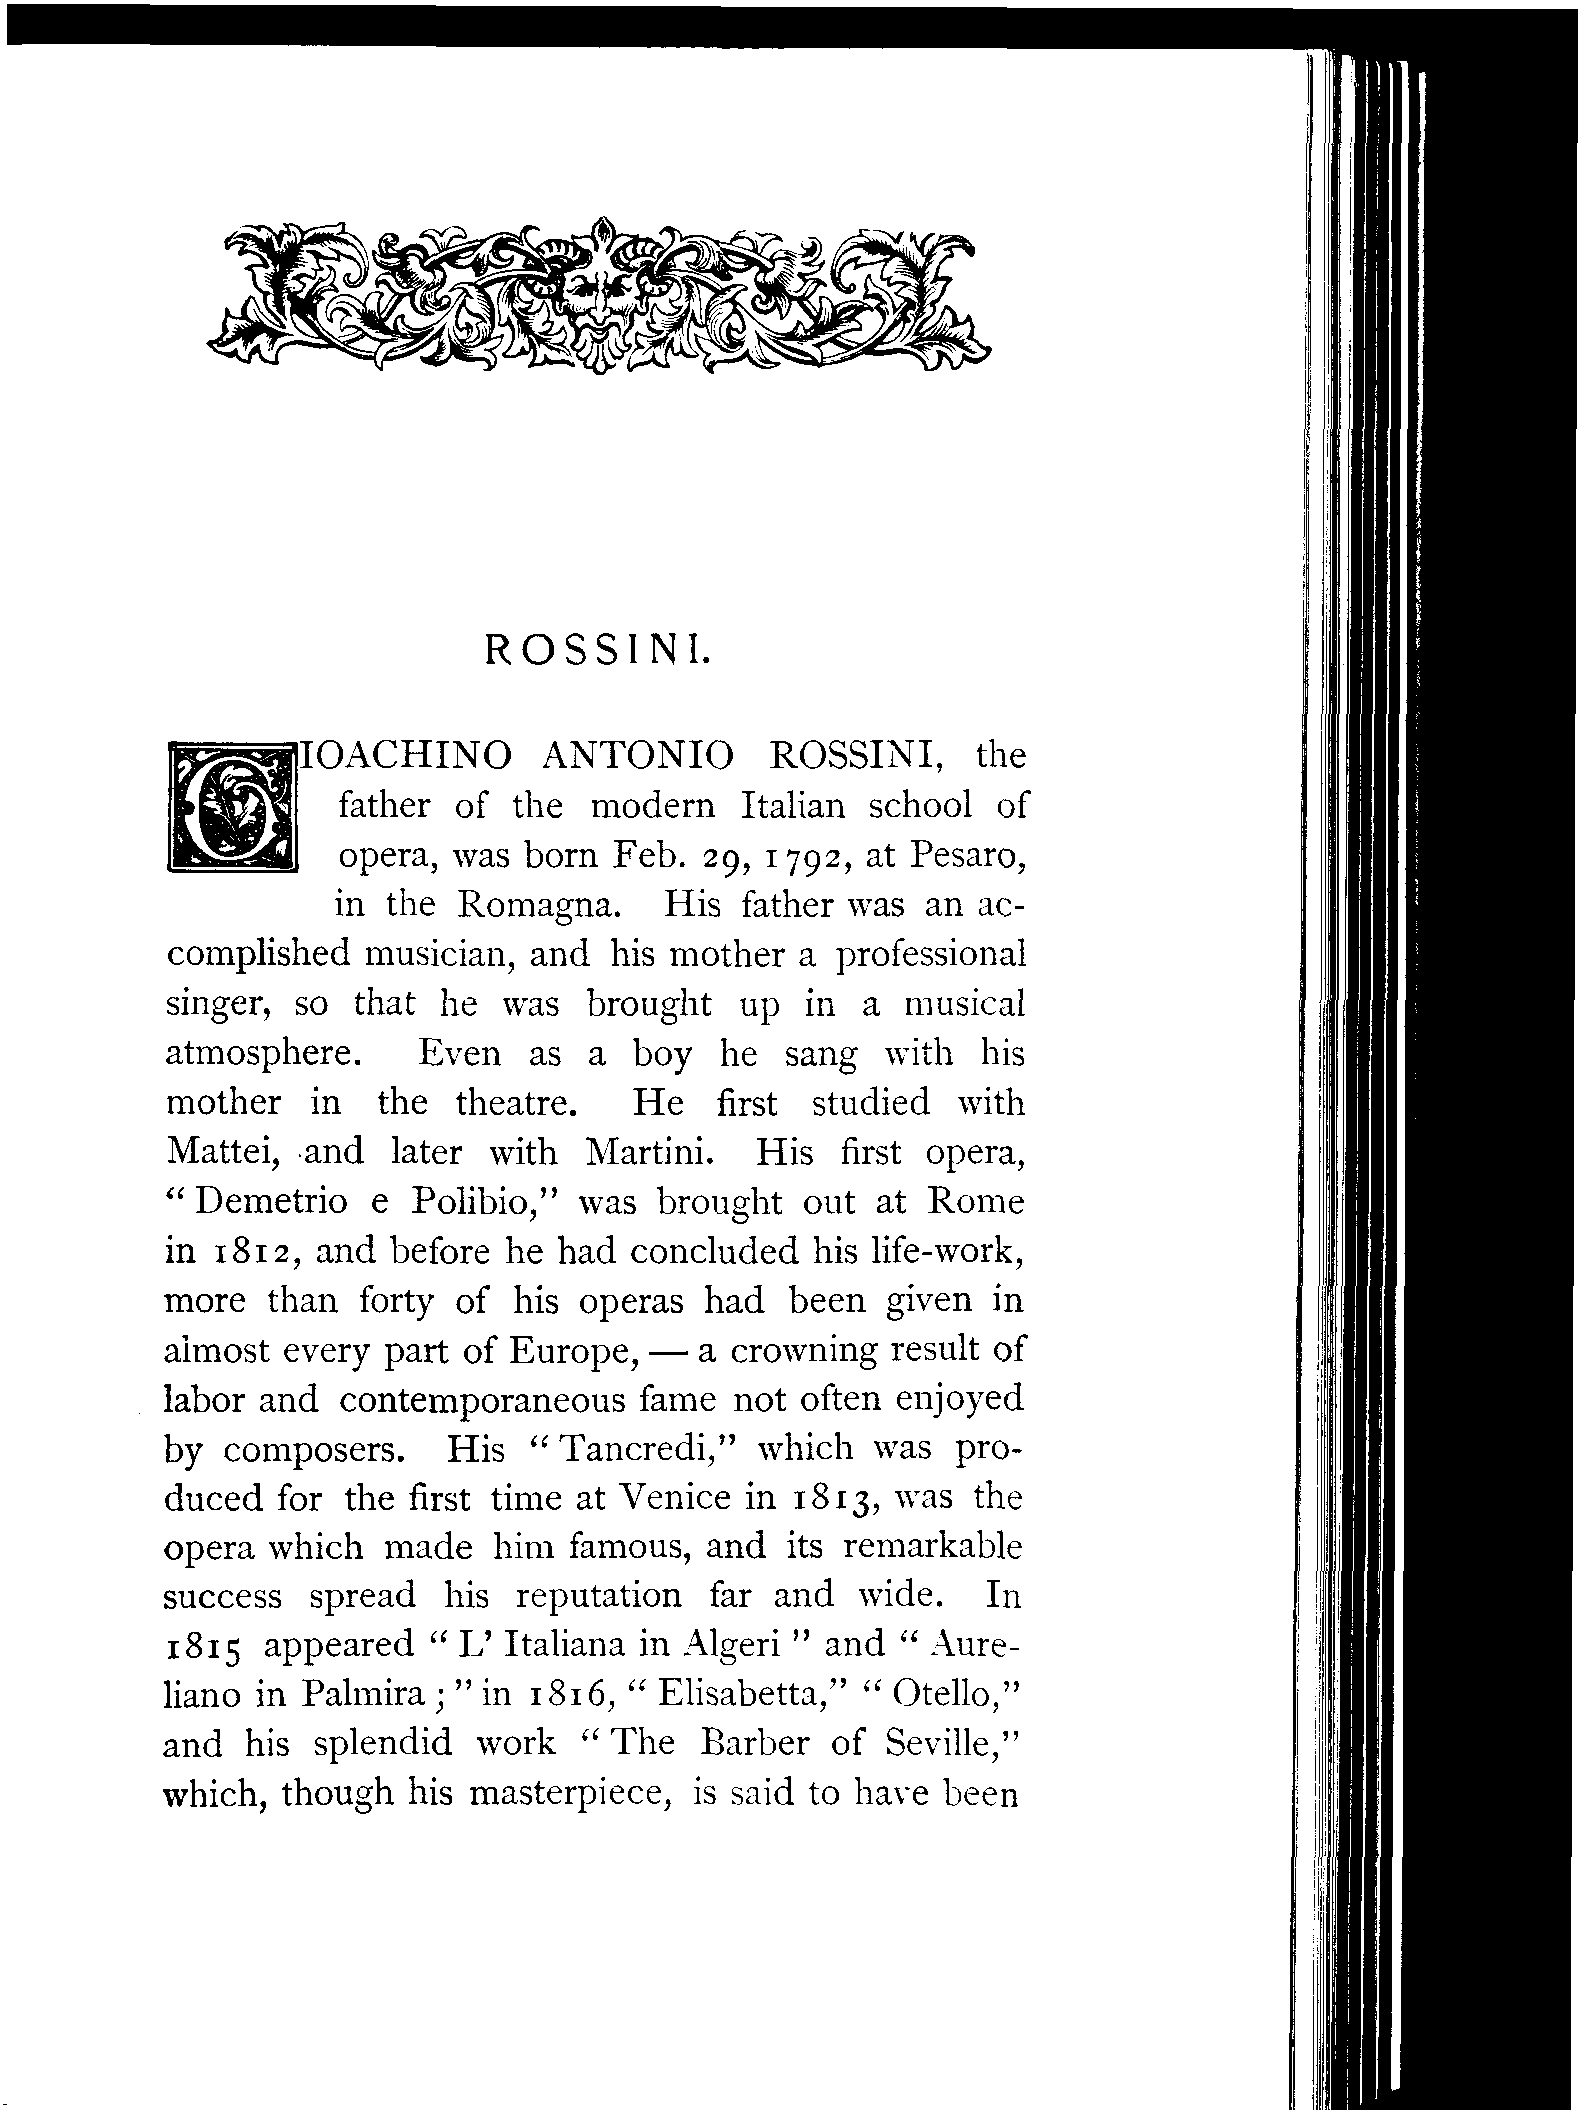 ROSSINI.
GIOACHINO ANTONIO ROSSINI, the
father of the modern Italian school of
opera, was born Feb. 29, 1792, at Pesaro,
in the Romagna. His father was an ac-
complished musician, and his mother a professional
singer, so that he was brought up in a musical
atmosphere. Even as a boy he sang with his
mother in the theatre. He first studied with
Mattei, and later with Martini. His first opera,
“Demetrio e Polibio,” was brought out at Rome
in 1812, and before he had concluded his life-work,
more than forty of his operas had been given in
almost every part of Europe, — a crowning result of
labor and contemporaneous fame not often enjoyed
by composers. His “Tancredi,” which was pro-
duced for the first time at Venice in 1813, was the
opera which made him famous, and its remarkable
success spread his reputation far and wide. In
1815 appeared “L' Italiana in Algeri” and “Aure-
liano in Palmira;” in 1816, “Elisabetta,” “Otello,”
and his splendid work “The Barber of Seville,”
which, though his masterpiece, is said to have been